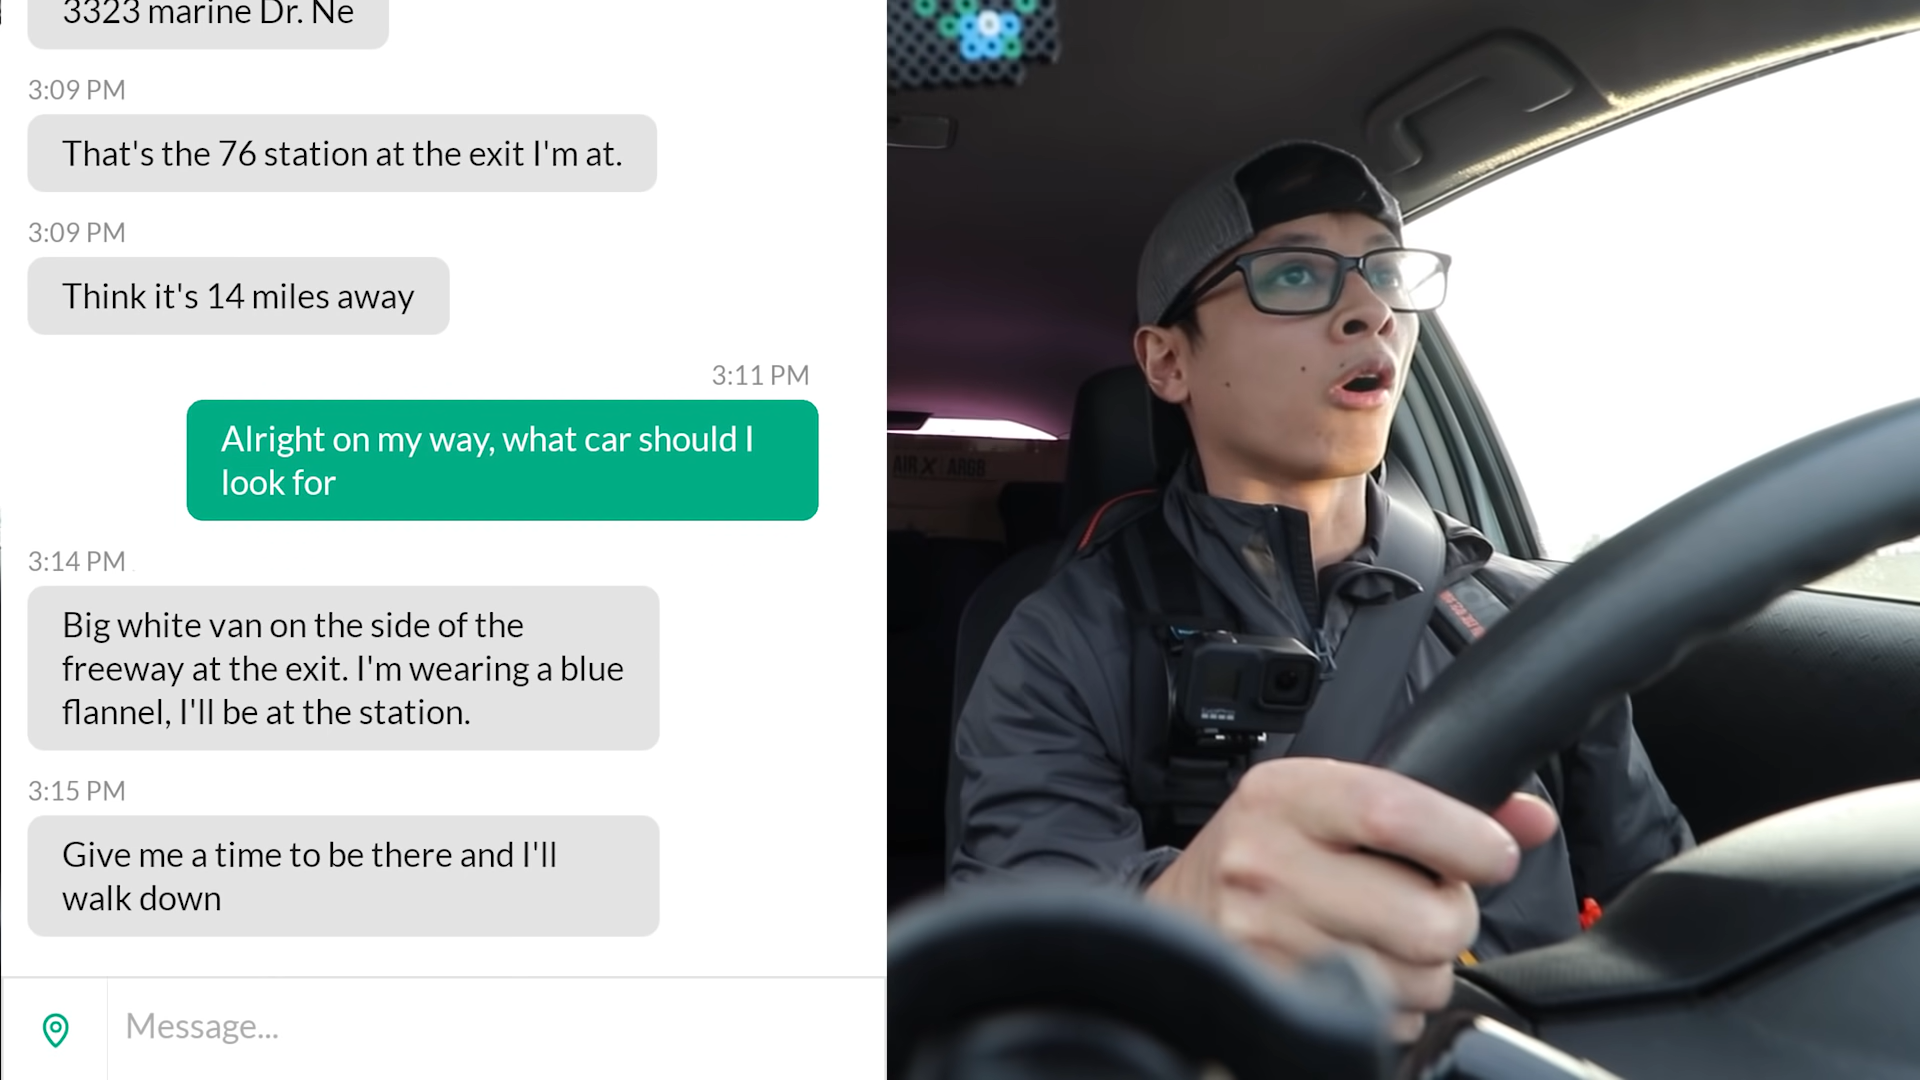 3323 marine Dr. Ne
3:09 PM
That's the 76 station at the exit I'm at.
3:09 PM
Think it's 14 miles away
3:11 PM
Alright on my way, what car should I
look for
3:14 PM
Big white van on the side of the
freeway at the exit. I'm wearing a blue
flannel, I'll be at the station.
3:15 PM
Give me a time to be there and I'll
walk down
Message...
AIR X ARGB
GoPro